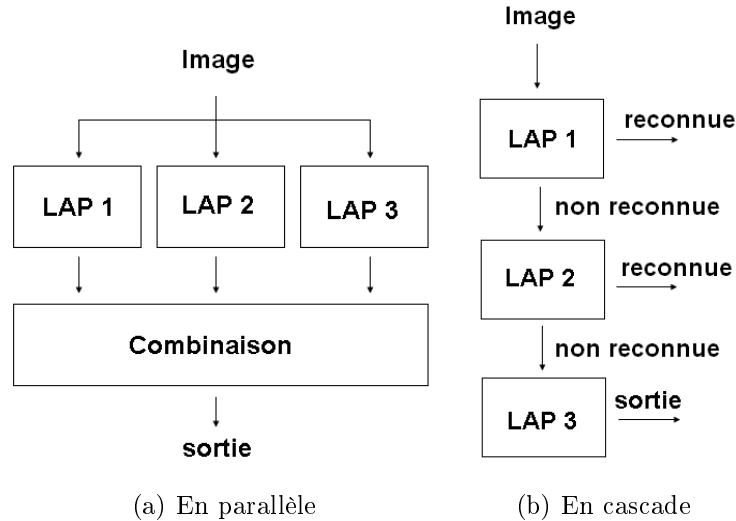 Image
LAP 1
LAP 2
LAP 3
Combinaison
sortie
(a) En parallèle
Image
LAP 1
reconnue
non reconnue
LAP 2
reconnue
non reconnue
LAP 3
sortie
(b) En cascade